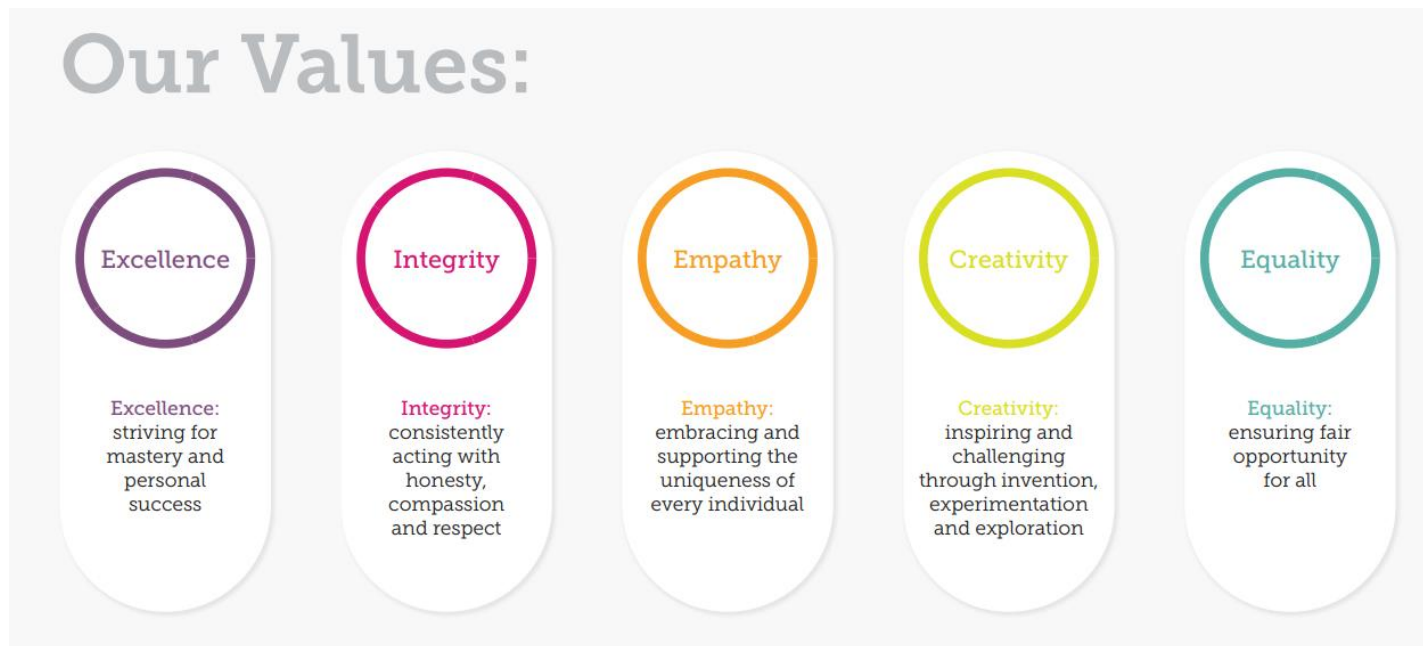 Our Values:
Excellence
Integrity
Empathy
Creativity
Equality
Excellence:
striving for
mastery and
personal
success
Integrity:
consistently
acting with
honesty,
compassion
and respect
Empathy:
embracing and
supporting the
uniqueness of
every individual
Creativity:
inspiring and
challenging
through invention,
experimentation
and exploration
Equality:
ensuring fair
opportunity
for all